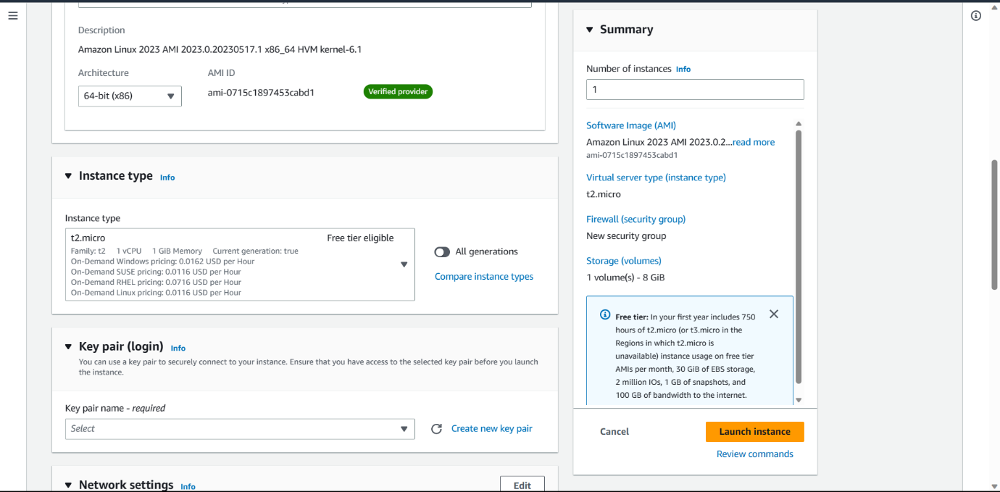 Description
Amazon Linux 2023 AMI 2023.0.20230517.1 x86_64 HVM kernel-6.1
Architecture
AMI ID
64-bit (x86)
ami-0715c1897453cabd1
Verified provider
Instance type Info
Instance type
t2.micro
Free tier eligible
Family: t2 1 vCPU 1 GiB Memory Current generation: true
On-Demand Windows pricing: 0.0162 USD per Hour
On-Demand SUSE pricing: 0.0116 USD per Hour
On-Demand RHEL pricing: 0.0716 USD per Hour
On-Demand Linux pricing: 0.0116 USD per Hour
All generations
Compare instance types
Key pair (login) Info
You can use a key pair to securely connect to your instance. Ensure that you have access to the selected key pair before you launch
the instance.
Key pair name - required
Select
Create new key pair
Network settings Info
Edit
Summary
Number of instances Info
1
Software Image (AMI)
Amazon Linux 2023 AMI 2023.0.2...read more
ami-0715c1897453cabd1
Virtual server type (instance type)
t2.micro
Firewall (security group)
New security group
Storage (volumes)
1 volume(s) - 8 GiB
Free tier: In your first year includes 750
hours of t2.micro (or t3.micro in the
Regions in which t2.micro is
unavailable) instance usage on free tier
AMIs per month, 30 GiB of EBS storage,
2 million IOs, 1 GB of snapshots, and
100 GB of bandwidth to the internet.
Cancel
Launch instance
Review commands